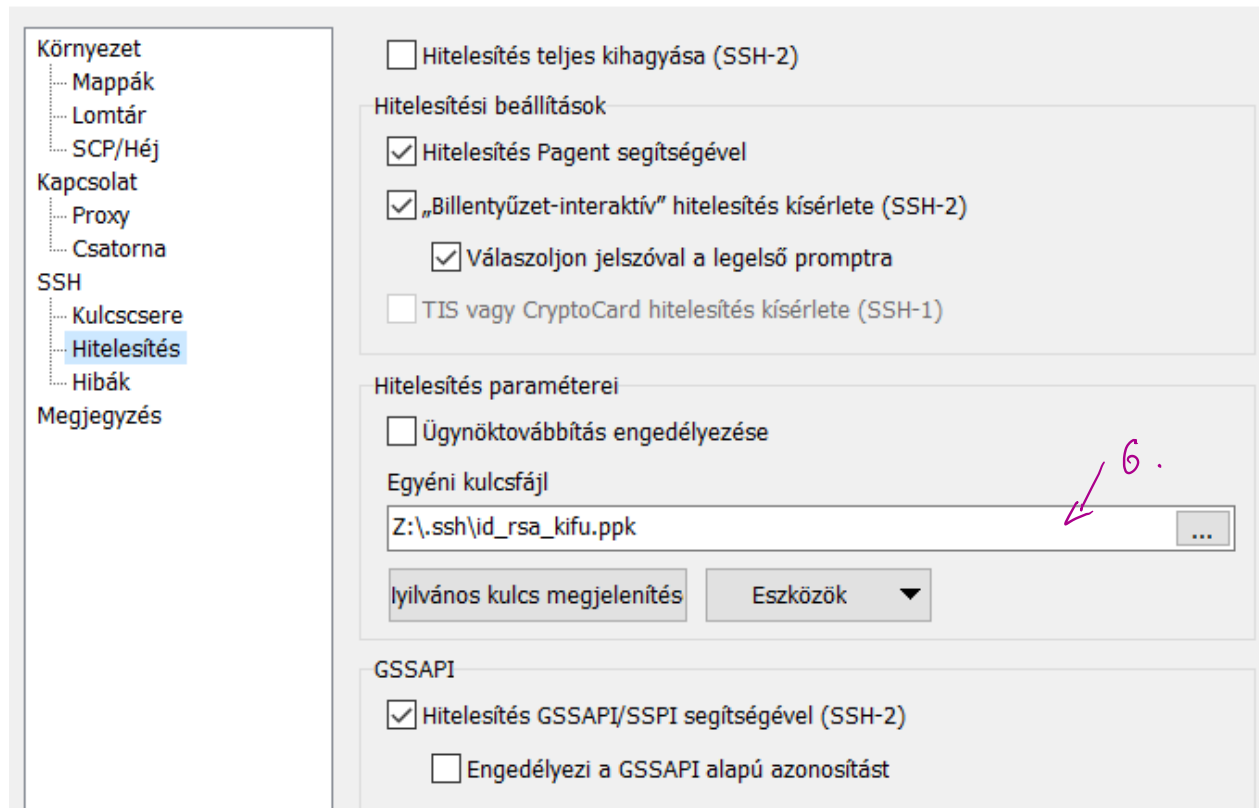 Környezet
Mappák
Lomtár
SCP/Héj
Kapcsolat
Proxy
Csatorna
SSH
Kulcscsere
Hitelesítés
Hibák
Megjegyzés
Hitelesítés teljes kihagyása (SSH-2)
Hitelesítési beállítások
Hitelesítés Pagent segítségével
„Billentyűzet-interaktív” hitelesítés kísérlete (SSH-2)
Válaszoljon jelszóval a legelső promptra
TIS vagy CryptoCard hitelesítés kísérlete (SSH-1)
Hitelesítés paraméterei
Ügynöktovábbítás engedélyezése
6.
Egyéni kulcsfájl
Z:\.ssh\id_rsa_kifu.ppk ...
lyilvános kulcs megjelenítés Eszközök
GSSAPI
Hitelesítés GSSAPI/SSPI segítségével (SSH-2)
Engedélyezi a GSSAPI alapú azonosítást